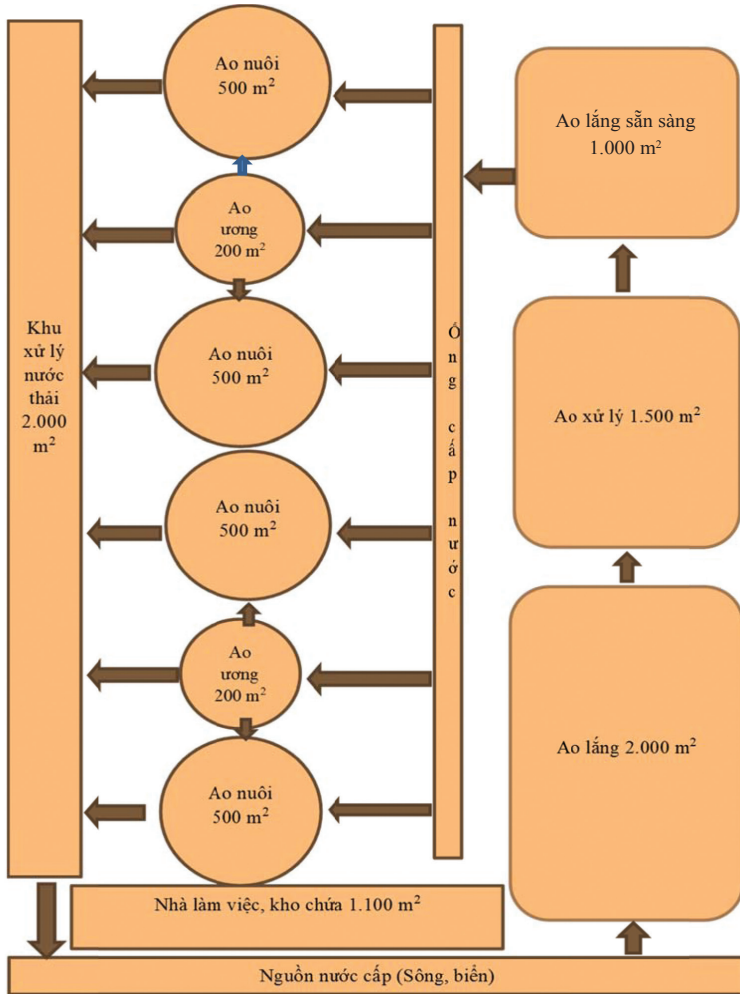 Ao nuôi
500 m²
Ao
ương
200 m²
Ao nuôi
500 m²
Ao nuôi
500 m²
Ao
ương
200 m²
Ao nuôi
500 m²
Khu
xử lý
nước
thải
2.000
m²
Ống cấp nước
Ao lắng sẵn sàng
1.000 m²
Ao xử lý 1.500 m²
Ao lắng 2.000 m²
Nhà làm việc, kho chứa 1.100 m²
Nguồn nước cấp (Sông, biển)